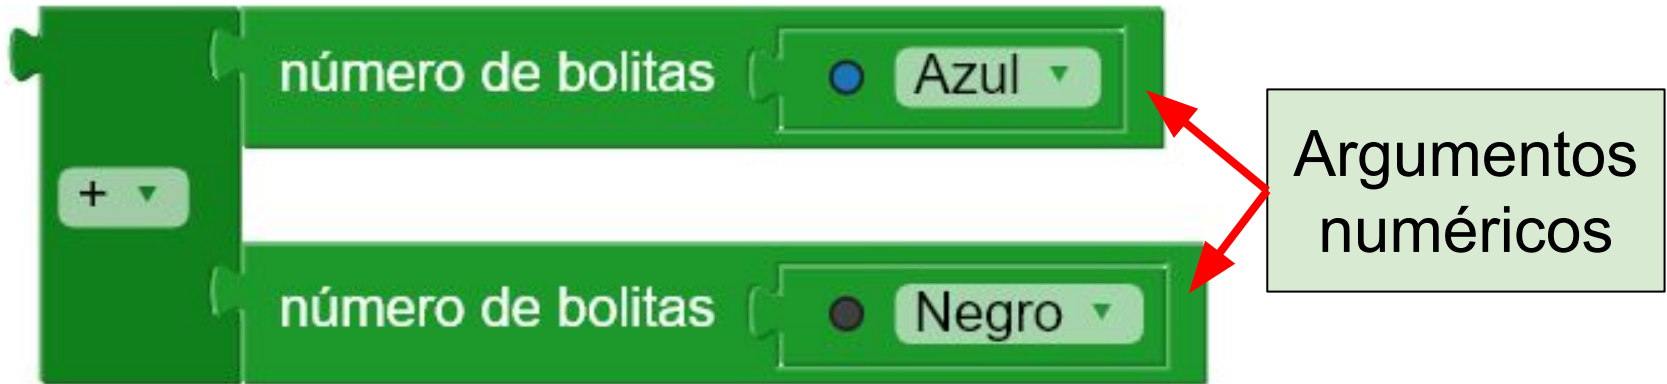 número de bolitas Azul
+
número de bolitas Negro
Argumentos
numéricos